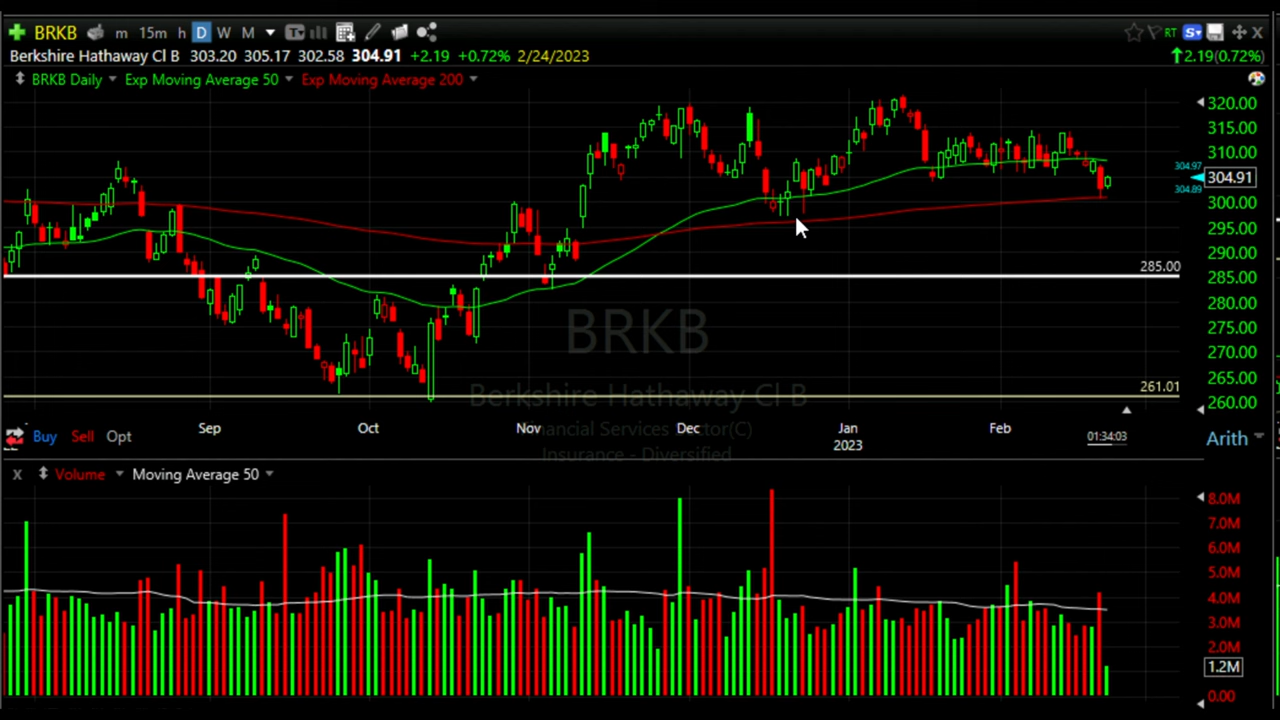 BRKB m 15m h D W M RT S
Berkshire Hathaway Cl B 303.20 305.17 302.58 304.91 +2.19 +0.72% 2/24/2023 2.19(0.72%)
BRKB Daily Exp Moving Average 50 Exp Moving Average 200
320.00
315.00
310.00
304.97
304.91
304.89
300.00
295.00
290.00
285.00
285.00
280.00
275.00
270.00
265.00
261.01
260.00
BRKB
Berkshire Hathaway Cl B
Financial Services Sector(C)
Insurance - Diversified
Sep Oct Nov Dec Jan Feb
2023
01:34:03
Buy Sell Opt Arith
X Volume Moving Average 50
8.0M
7.0M
6.0M
5.0M
4.0M
3.0M
2.0M
1.2M
0.00